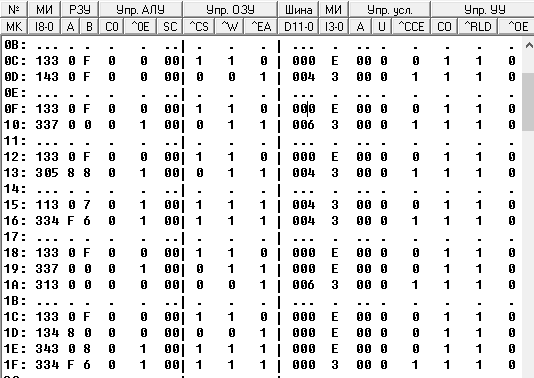 № МИ РЗУ Упр. АЛУ Упр. ОЗУ Шина МИ Упр. усл. Упр. УУ
МК I8-0 A B C0 ^0E SC ^CS ^W ^EA D11-0 I3-0 A U ^CCE CO ^RLD ^OE
0B: ... . . . . .. . . . ... . .. . . . . .
0C: 133 0 F 0 0 00 1 1 0 000 E 00 0 0 1 1 0
0D: 143 0 F 0 0 00 0 0 1 004 3 00 0 1 1 1 0
0E: ... . . . . .. . . . ... . .. . . . . .
0F: 133 0 F 0 0 00 1 1 0 000 E 00 0 0 1 1 0
10: 337 0 0 0 1 00 0 1 1 006 3 00 0 1 1 1 0
11: ... . . . . .. . . . ... . .. . . . . .
12: 133 0 F 0 0 00 1 1 0 000 E 00 0 0 1 1 0
13: 305 8 8 0 1 00 0 1 1 004 3 00 0 1 1 1 0
14: ... . . . . .. . . . ... . .. . . . . .
15: 113 0 7 0 0 00 1 1 1 004 3 00 0 1 1 1 0
16: 334 F 6 0 1 00 1 1 1 004 3 00 0 1 1 1 0
17: ... . . . . .. . . . ... . .. . . . . .
18: 133 0 F 0 0 00 1 1 0 000 E 00 0 0 1 1 0
19: 337 0 0 0 1 00 0 1 1 000 E 00 0 0 1 1 0
1A: 313 0 0 0 0 00 0 1 0 006 3 00 0 1 1 1 0
1B: ... . . . . .. . . . ... . .. . . . . .
1C: 133 0 F 0 0 00 1 1 0 000 E 00 0 0 1 1 0
1D: 134 8 0 0 0 00 0 0 1 000 E 00 0 0 1 1 0
1E: 343 0 8 0 1 00 1 1 1 000 E 00 0 0 1 1 0
1F: 334 F 6 0 1 00 1 1 1 004 3 00 0 1 1 1 0